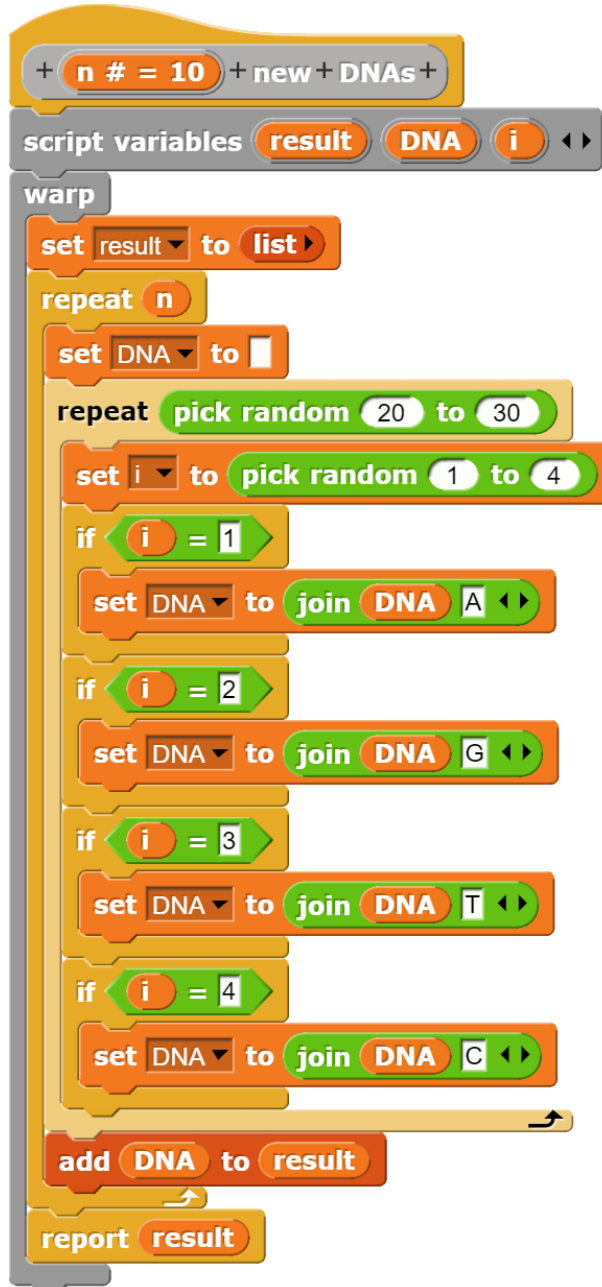 + n # = 10 + new + DNAs +
script variables result DNA i
warp
set result to list
repeat n
set DNA to
repeat pick random 20 to 30
set i to pick random 1 to 4
if i = 1
set DNA to join DNA A
if i = 2
set DNA to join DNA G
if i = 3
set DNA to join DNA T
if i = 4
set DNA to join DNA C
add DNA to result
report result